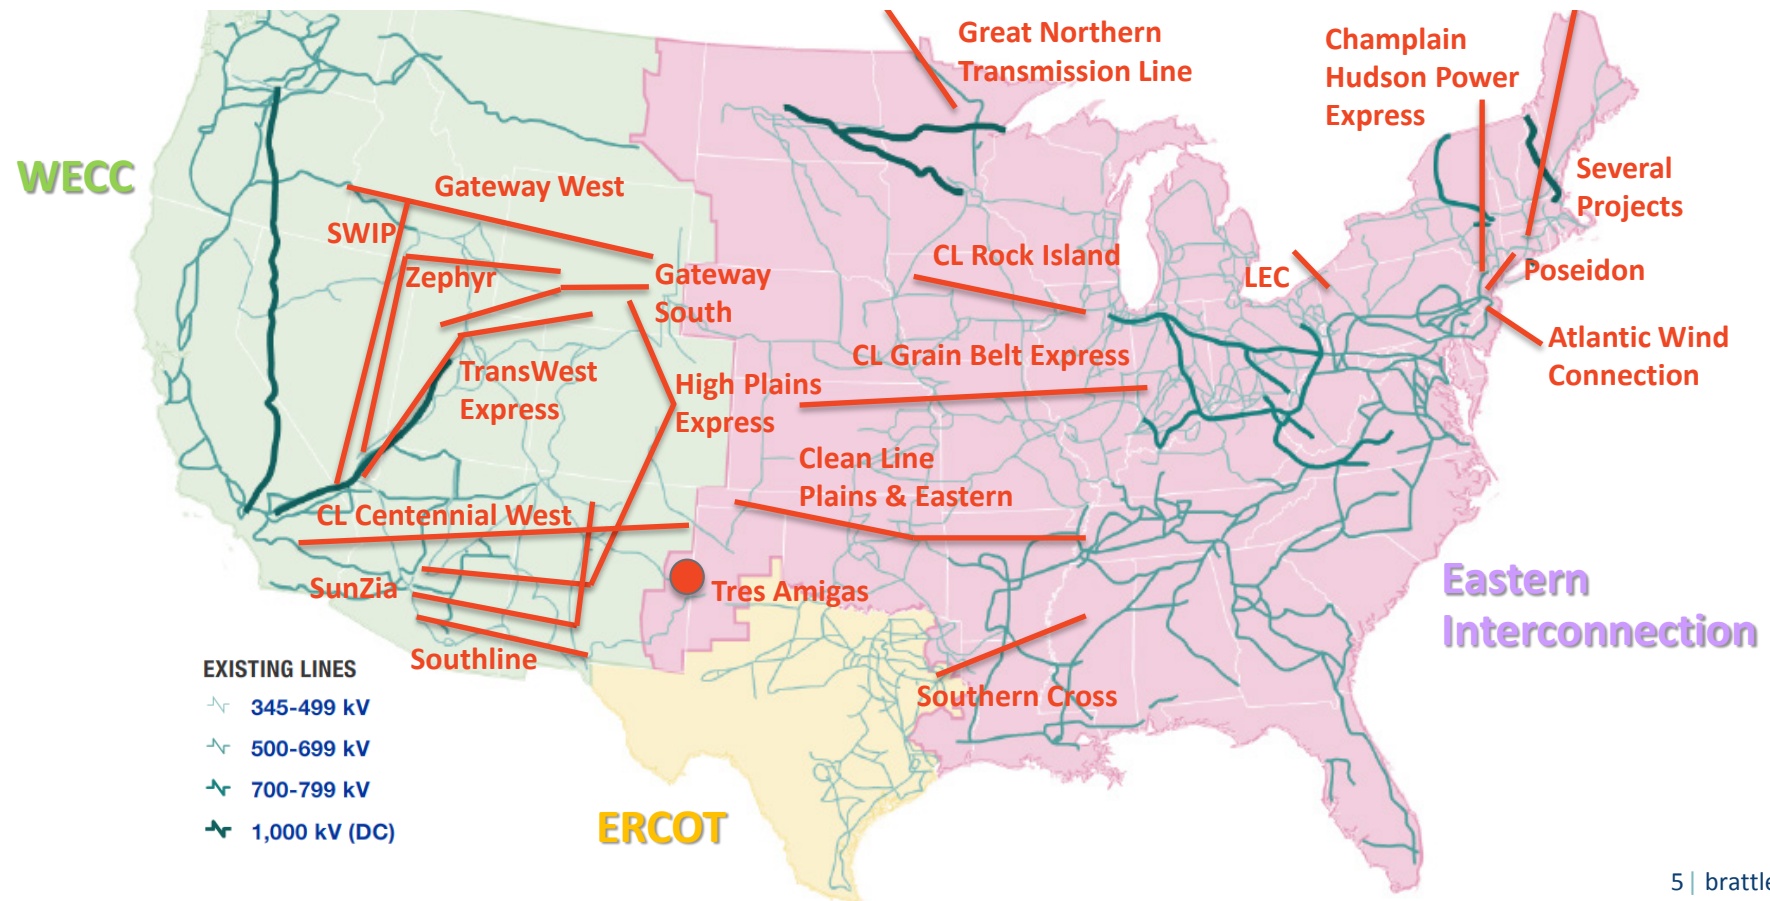 Great Northern
Transmission Line
Champlain
Hudson Power
Express
WECC
Gateway West
Several
Projects
SWIP
CL Rock Island
Zephyr
Gateway
South
LEC
Poseidon
Atlantic Wind
Connection
CL Grain Belt Express
TransWest
Express
High Plains
Express
Clean Line
Plains & Eastern
CL Centennial West
SunZia
Tres Amigas
Eastern
Interconnection
Southline
Southern Cross
EXISTING LINES
345-499 kV
500-699 kV
700-799 kV
1,000 kV (DC)
ERCOT
5 | brattle